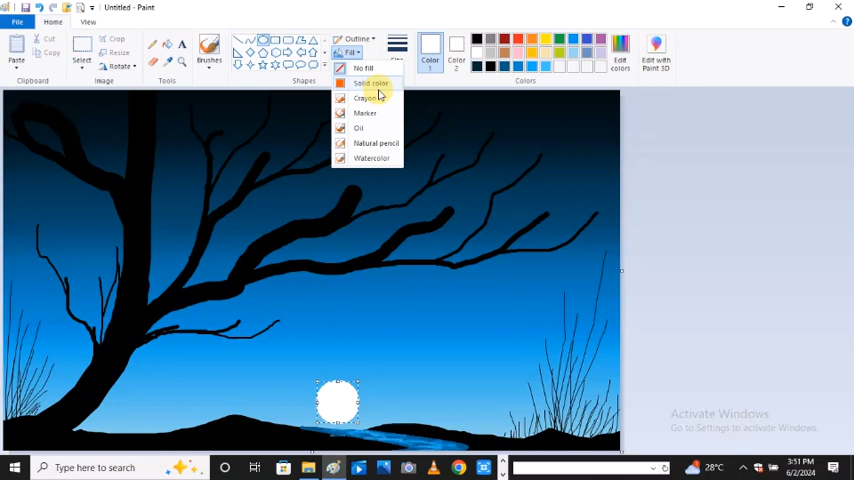 Untitled - Paint
File
Home
View
Paste
Cut
Copy
Clipboard
Select
Crop
Resize
Rotate
Image
A
Tools
Brushes
Shapes
Outline
Fill
No fill
Solid color
Crayon
Marker
Oil
Natural pencil
Watercolor
Color
1
Color
2
Colors
Edit
colors
Edit with
Paint 3D
Activate Windows
Go to Settings to activate Windows.
Type here to search
28°C
3:51 PM
6/2/2024